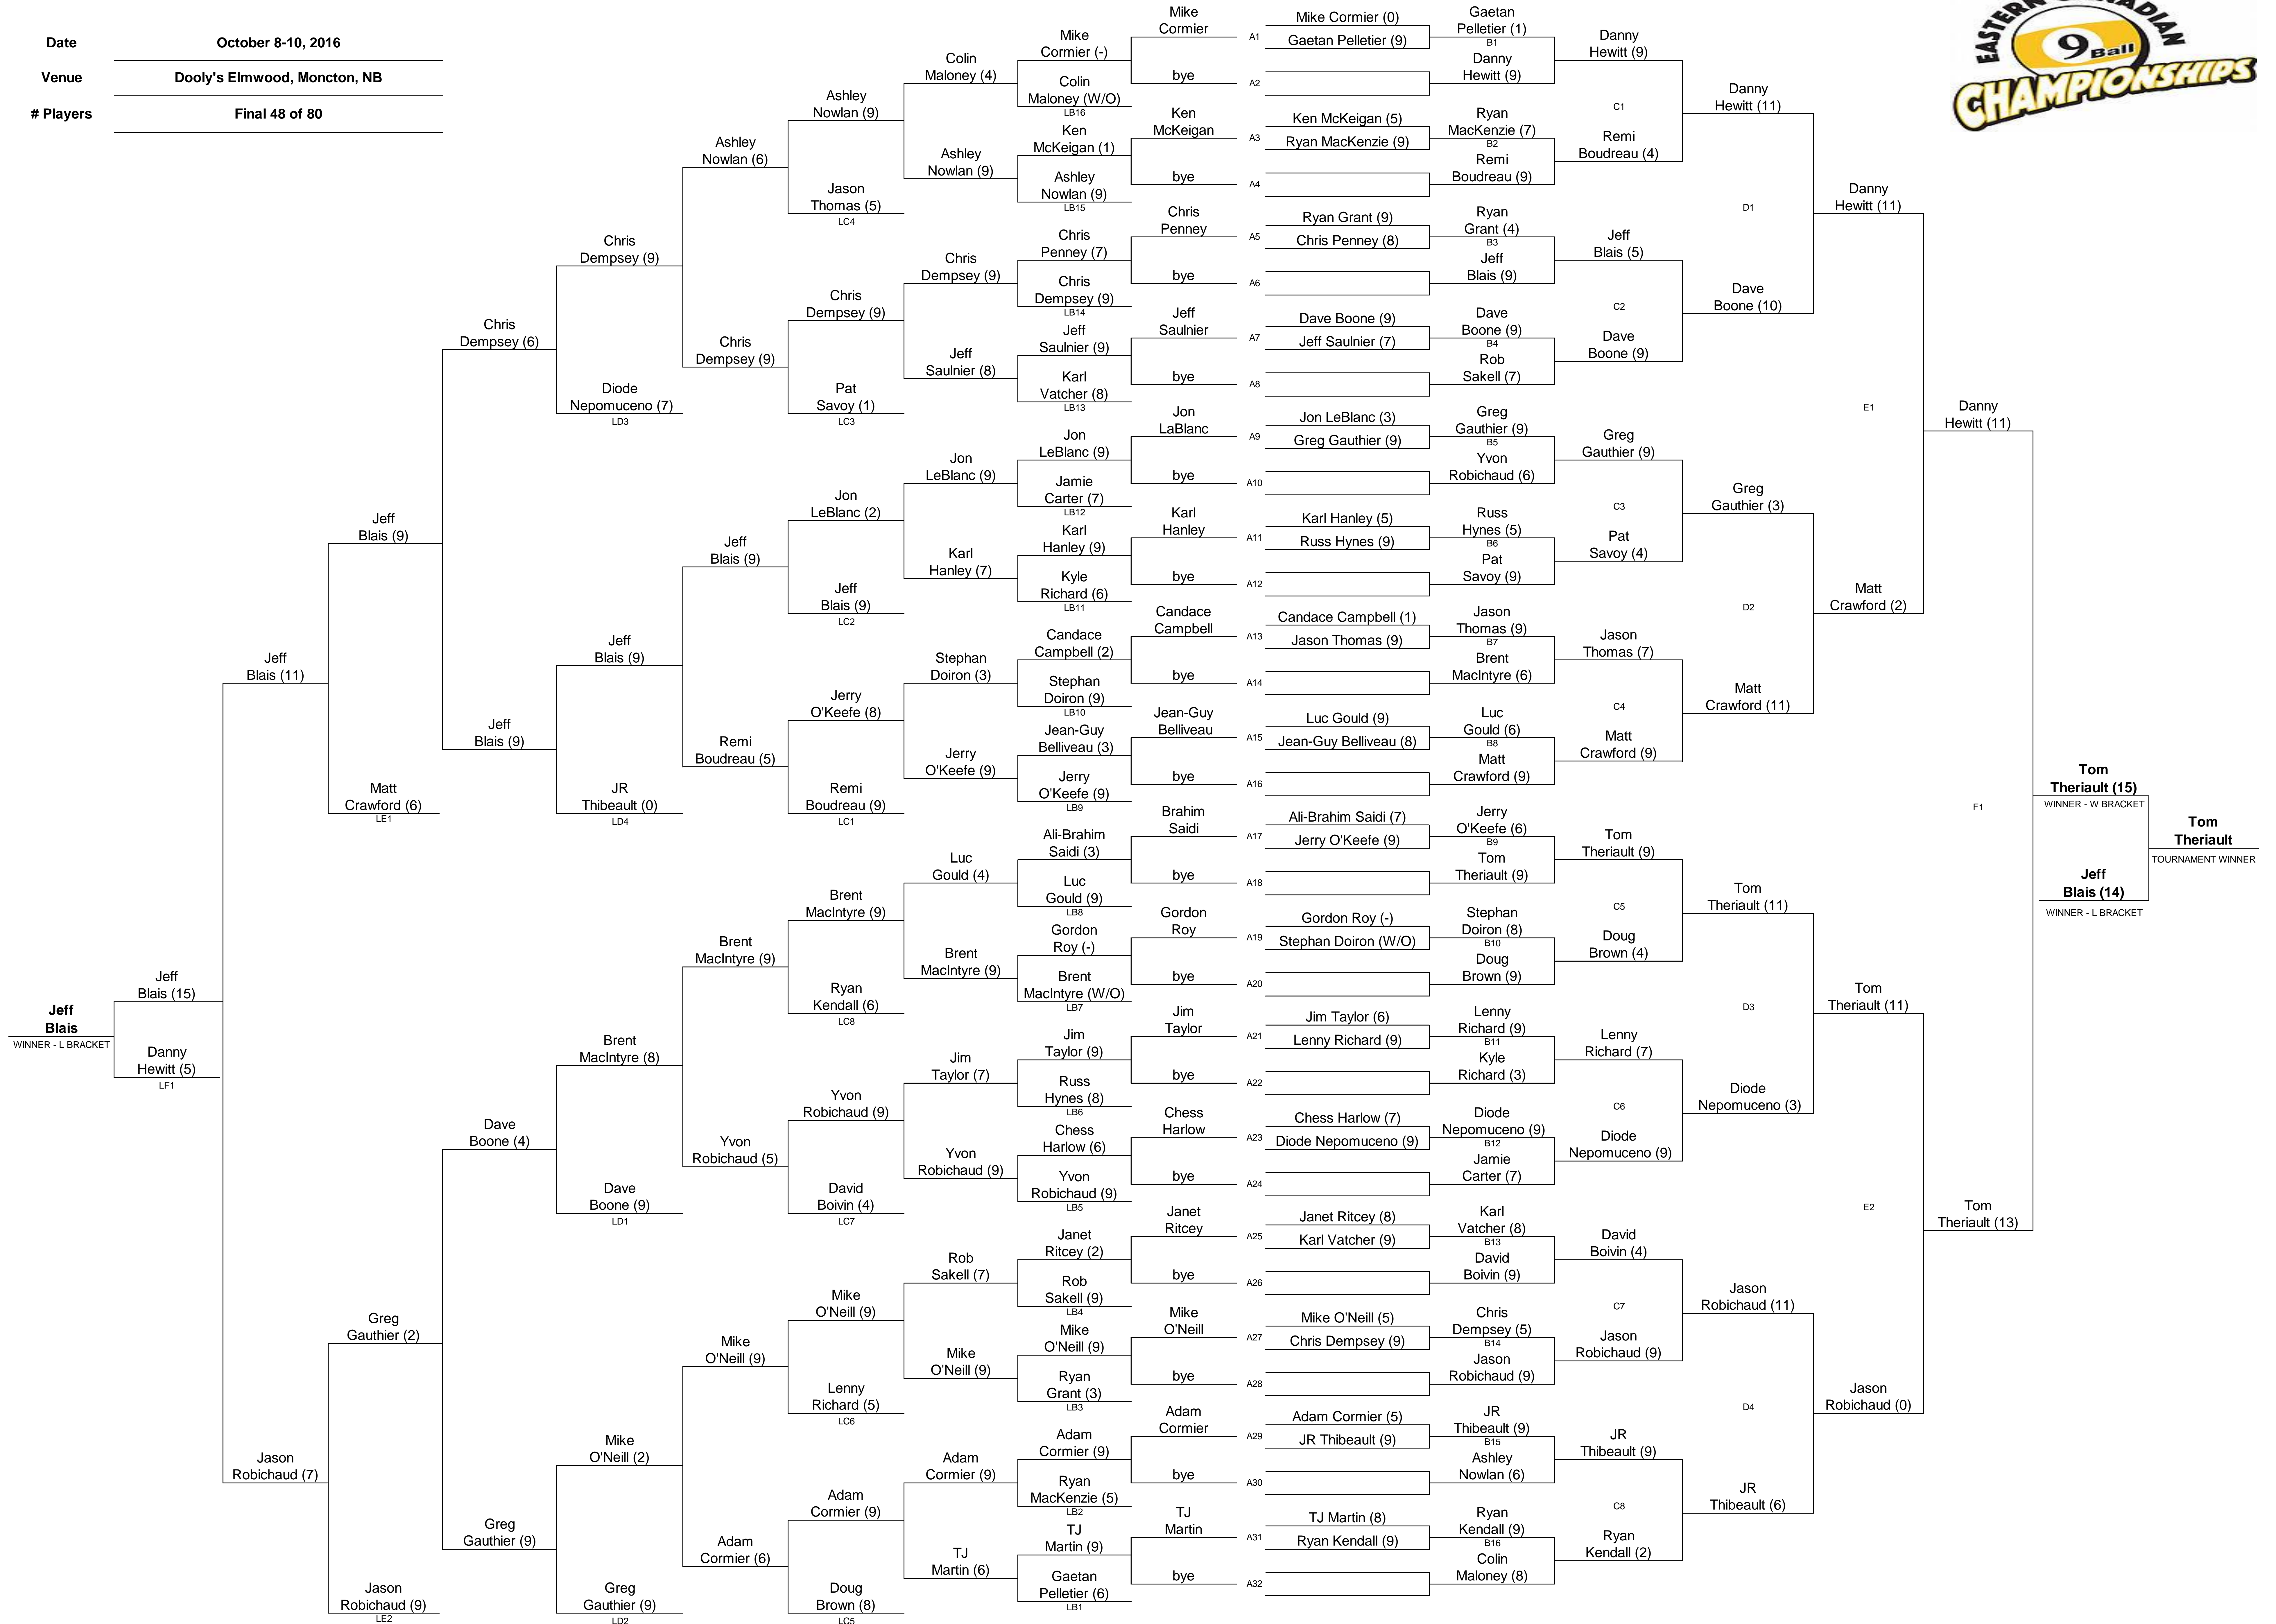 Date
October 8-10, 2016
Venue
Dooly's Elmwood, Moncton, NB
# Players
Final 48 of 80
EASTERN CANADIAN
9 Ball
CHAMPIONSHIPS
Jeff
Blais
WINNER - L BRACKET
Jeff
Blais (15)
Danny
Hewitt (5)
LF1
Jeff
Blais (11)
Jason
Robichaud (7)
Jeff
Blais (9)
Matt
Crawford (6)
LE1
Greg
Gauthier (2)
Jason
Robichaud (9)
LE2
Chris
Dempsey (6)
Jeff
Blais (9)
Dave
Boone (4)
Greg
Gauthier (9)
Chris
Dempsey (9)
Diode
Nepomuceno (7)
LD3
Jeff
Blais (9)
JR
Thibeault (0)
LD4
Brent
MacIntyre (8)
Dave
Boone (9)
LD1
Mike
O'Neill (2)
Greg
Gauthier (9)
LD2
Ashley
Nowlan (6)
Chris
Dempsey (9)
Jeff
Blais (9)
Remi
Boudreau (5)
Brent
MacIntyre (9)
Yvon
Robichaud (5)
Mike
O'Neill (9)
Adam
Cormier (6)
Ashley
Nowlan (9)
Jason
Thomas (5)
LC4
Chris
Dempsey (9)
Pat
Savoy (1)
LC3
Jon
LeBlanc (2)
Jeff
Blais (9)
LC2
Jerry
O'Keefe (8)
Remi
Boudreau (9)
LC1
Brent
MacIntyre (9)
Ryan
Kendall (6)
LC8
Yvon
Robichaud (9)
David
Boivin (4)
LC7
Mike
O'Neill (9)
Lenny
Richard (5)
LC6
Adam
Cormier (9)
Doug
Brown (8)
LC5
Colin
Maloney (4)
Ashley
Nowlan (9)
Chris
Dempsey (9)
Jeff
Saulnier (8)
Jon
LeBlanc (9)
Karl
Hanley (7)
Stephan
Doiron (3)
Jerry
O'Keefe (9)
Luc
Gould (4)
Brent
MacIntyre (9)
Jim
Taylor (7)
Yvon
Robichaud (9)
Rob
Sakell (7)
Mike
O'Neill (9)
Adam
Cormier (9)
TJ
Martin (6)
Mike
Cormier (-)
Colin
Maloney (W/O)
LB16
Ken
McKeigan (1)
Ashley
Nowlan (9)
LB15
Chris
Penney (7)
Chris
Dempsey (9)
LB14
Jeff
Saulnier (9)
Karl
Vatcher (8)
LB13
Jon
LeBlanc (9)
Jamie
Carter (7)
LB12
Karl
Hanley (9)
Kyle
Richard (6)
LB11
Candace
Campbell (2)
Stephan
Doiron (9)
LB10
Jean-Guy
Belliveau (3)
Jerry
O'Keefe (9)
LB9
Ali-Brahim
Saidi (3)
Luc
Gould (9)
LB8
Gordon
Roy (-)
Brent
MacIntyre (W/O)
LB7
Jim
Taylor (9)
Russ
Hynes (8)
LB6
Chess
Harlow (6)
Yvon
Robichaud (9)
LB5
Janet
Ritcey (2)
Rob
Sakell (9)
LB4
Mike
O'Neill (9)
Ryan
Grant (3)
LB3
Adam
Cormier (9)
Ryan
MacKenzie (5)
LB2
TJ
Martin (9)
Gaetan
Pelletier (6)
LB1
Mike
Cormier
bye
Ken
McKeigan
bye
Chris
Penney
bye
Jeff
Saulnier
bye
Jon
LaBlanc
bye
Karl
Hanley
bye
Candace
Campbell
bye
Jean-Guy
Belliveau
bye
Brahim
Saidi
bye
Gordon
Roy
bye
Jim
Taylor
bye
Chess
Harlow
bye
Janet
Ritcey
bye
Mike
O'Neill
bye
Adam
Cormier
bye
TJ
Martin
bye
A1
A2
A3
A4
A5
A6
A7
A8
A9
A10
A11
A12
A13
A14
A15
A16
A17
A18
A19
A20
A21
A22
A23
A24
A25
A26
A27
A28
A29
A30
A31
A32
Mike Cormier (0)
Gaetan Pelletier (9)
Ken McKeigan (5)
Ryan MacKenzie (9)
Ryan Grant (9)
Chris Penney (8)
Dave Boone (9)
Jeff Saulnier (7)
Jon LeBlanc (3)
Greg Gauthier (9)
Karl Hanley (5)
Russ Hynes (9)
Candace Campbell (1)
Jason Thomas (9)
Luc Gould (9)
Jean-Guy Belliveau (8)
Ali-Brahim Saidi (7)
Jerry O'Keefe (9)
Gordon Roy (-)
Stephan Doiron (W/O)
Jim Taylor (6)
Lenny Richard (9)
Chess Harlow (7)
Diode Nepomuceno (9)
Janet Ritcey (8)
Karl Vatcher (9)
Mike O'Neill (5)
Chris Dempsey (9)
Adam Cormier (5)
JR Thibeault (9)
TJ Martin (8)
Ryan Kendall (9)
Gaetan
Pelletier (1)
B1
Danny
Hewitt (9)
Ryan
MacKenzie (7)
B2
Remi
Boudreau (9)
Ryan
Grant (4)
B3
Jeff
Blais (9)
Dave
Boone (9)
B4
Rob
Sakell (7)
Greg
Gauthier (9)
B5
Yvon
Robichaud (6)
Russ
Hynes (5)
B6
Pat
Savoy (9)
Jason
Thomas (9)
B7
Brent
MacIntyre (6)
Luc
Gould (6)
B8
Matt
Crawford (9)
Jerry
O'Keefe (6)
B9
Tom
Theriault (9)
Stephan
Doiron (8)
B10
Doug
Brown (9)
Lenny
Richard (9)
B11
Kyle
Richard (3)
Diode
Nepomuceno (9)
B12
Jamie
Carter (7)
Karl
Vatcher (8)
B13
David
Boivin (9)
Chris
Dempsey (5)
B14
Jason
Robichaud (9)
JR
Thibeault (9)
B15
Ashley
Nowlan (6)
Ryan
Kendall (9)
B16
Colin
Maloney (8)
Danny
Hewitt (9)
C1
Remi
Boudreau (4)
Jeff
Blais (5)
C2
Dave
Boone (9)
Greg
Gauthier (9)
C3
Pat
Savoy (4)
Jason
Thomas (7)
C4
Matt
Crawford (9)
Tom
Theriault (9)
C5
Doug
Brown (4)
Lenny
Richard (7)
C6
Diode
Nepomuceno (9)
David
Boivin (4)
C7
Jason
Robichaud (9)
JR
Thibeault (9)
C8
Ryan
Kendall (2)
Danny
Hewitt (11)
D1
Dave
Boone (10)
Greg
Gauthier (3)
D2
Matt
Crawford (11)
Tom
Theriault (11)
D3
Diode
Nepomuceno (3)
Jason
Robichaud (11)
D4
JR
Thibeault (6)
Danny
Hewitt (11)
E1
Matt
Crawford (2)
Tom
Theriault (11)
E2
Jason
Robichaud (0)
Danny
Hewitt (11)
F1
Tom
Theriault (13)
Tom
Theriault (15)
WINNER - W BRACKET
Jeff
Blais (14)
WINNER - L BRACKET
Tom
Theriault
TOURNAMENT WINNER